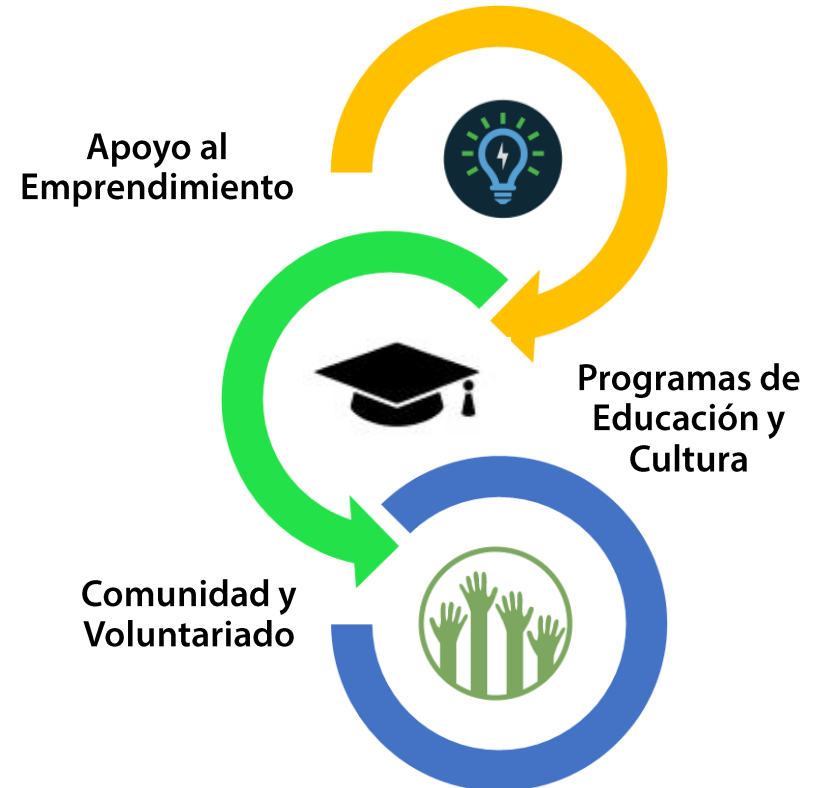 Apoyo al
Emprendimiento
Programas de
Educación y
Cultura
Comunidad y
Voluntariado